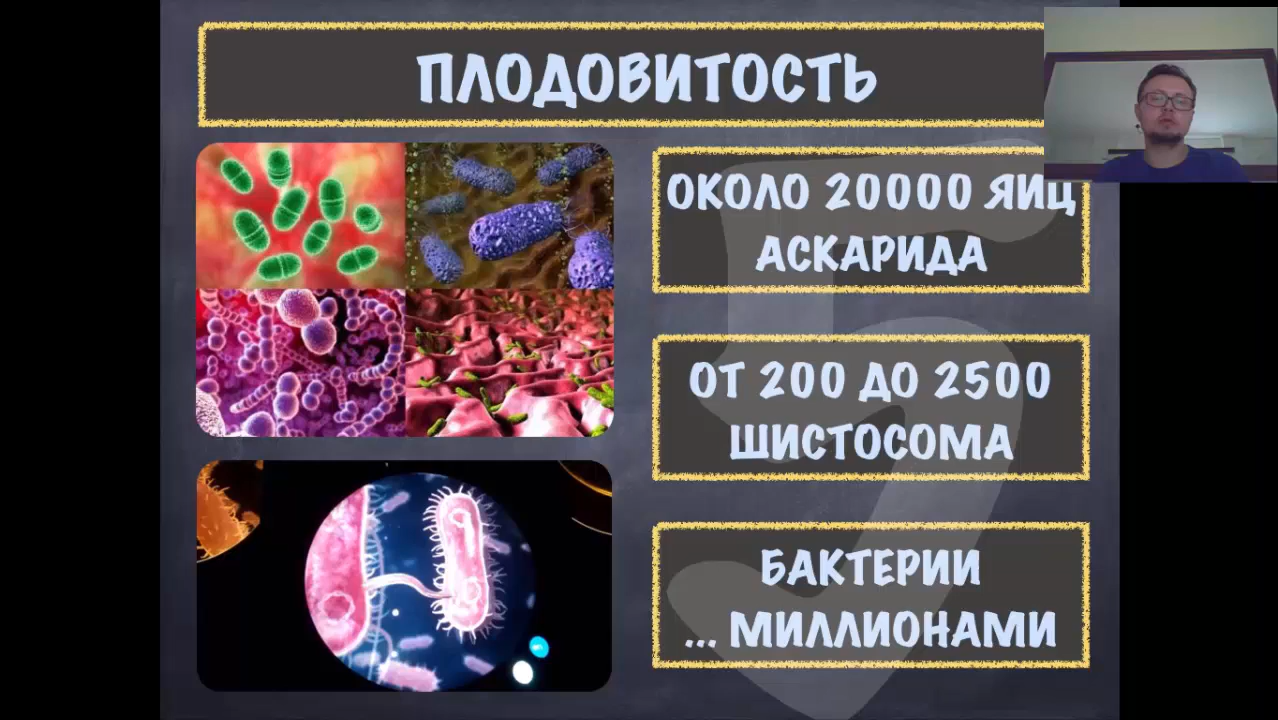 ПЛОДОВИТОСТЬ
ОКОЛО 20000 ЯИЦ
АСКАРИДА
ОТ 200 ДО 2500
ШИСТОСОМА
БАКТЕРИИ
... МИЛЛИОНАМИ